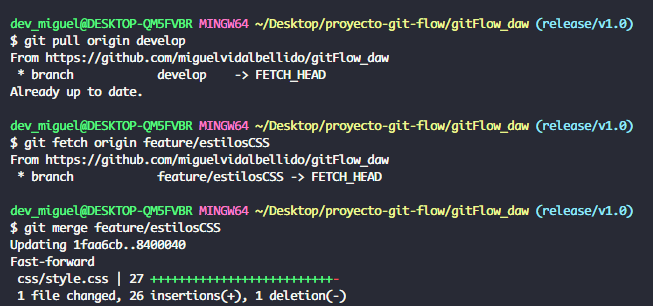 dev_miguel@DESKTOP-QM5FVBR MINGW64 ~/Desktop/proyecto-git-flow/gitFlow_daw (release/v1.0)
$ git pull origin develop
From https://github.com/miguelvidalbellido/gitFlow_daw
 * branch            develop    -> FETCH_HEAD
Already up to date.

dev_miguel@DESKTOP-QM5FVBR MINGW64 ~/Desktop/proyecto-git-flow/gitFlow_daw (release/v1.0)
$ git fetch origin feature/estilosCSS
From https://github.com/miguelvidalbellido/gitFlow_daw
 * branch            feature/estilosCSS -> FETCH_HEAD

dev_miguel@DESKTOP-QM5FVBR MINGW64 ~/Desktop/proyecto-git-flow/gitFlow_daw (release/v1.0)
$ git merge feature/estilosCSS
Updating 1faa6cb..8400040
Fast-forward
 css/style.css | 27 ++++++++++++++++++++++++++-
 1 file changed, 26 insertions(+), 1 deletion(-)